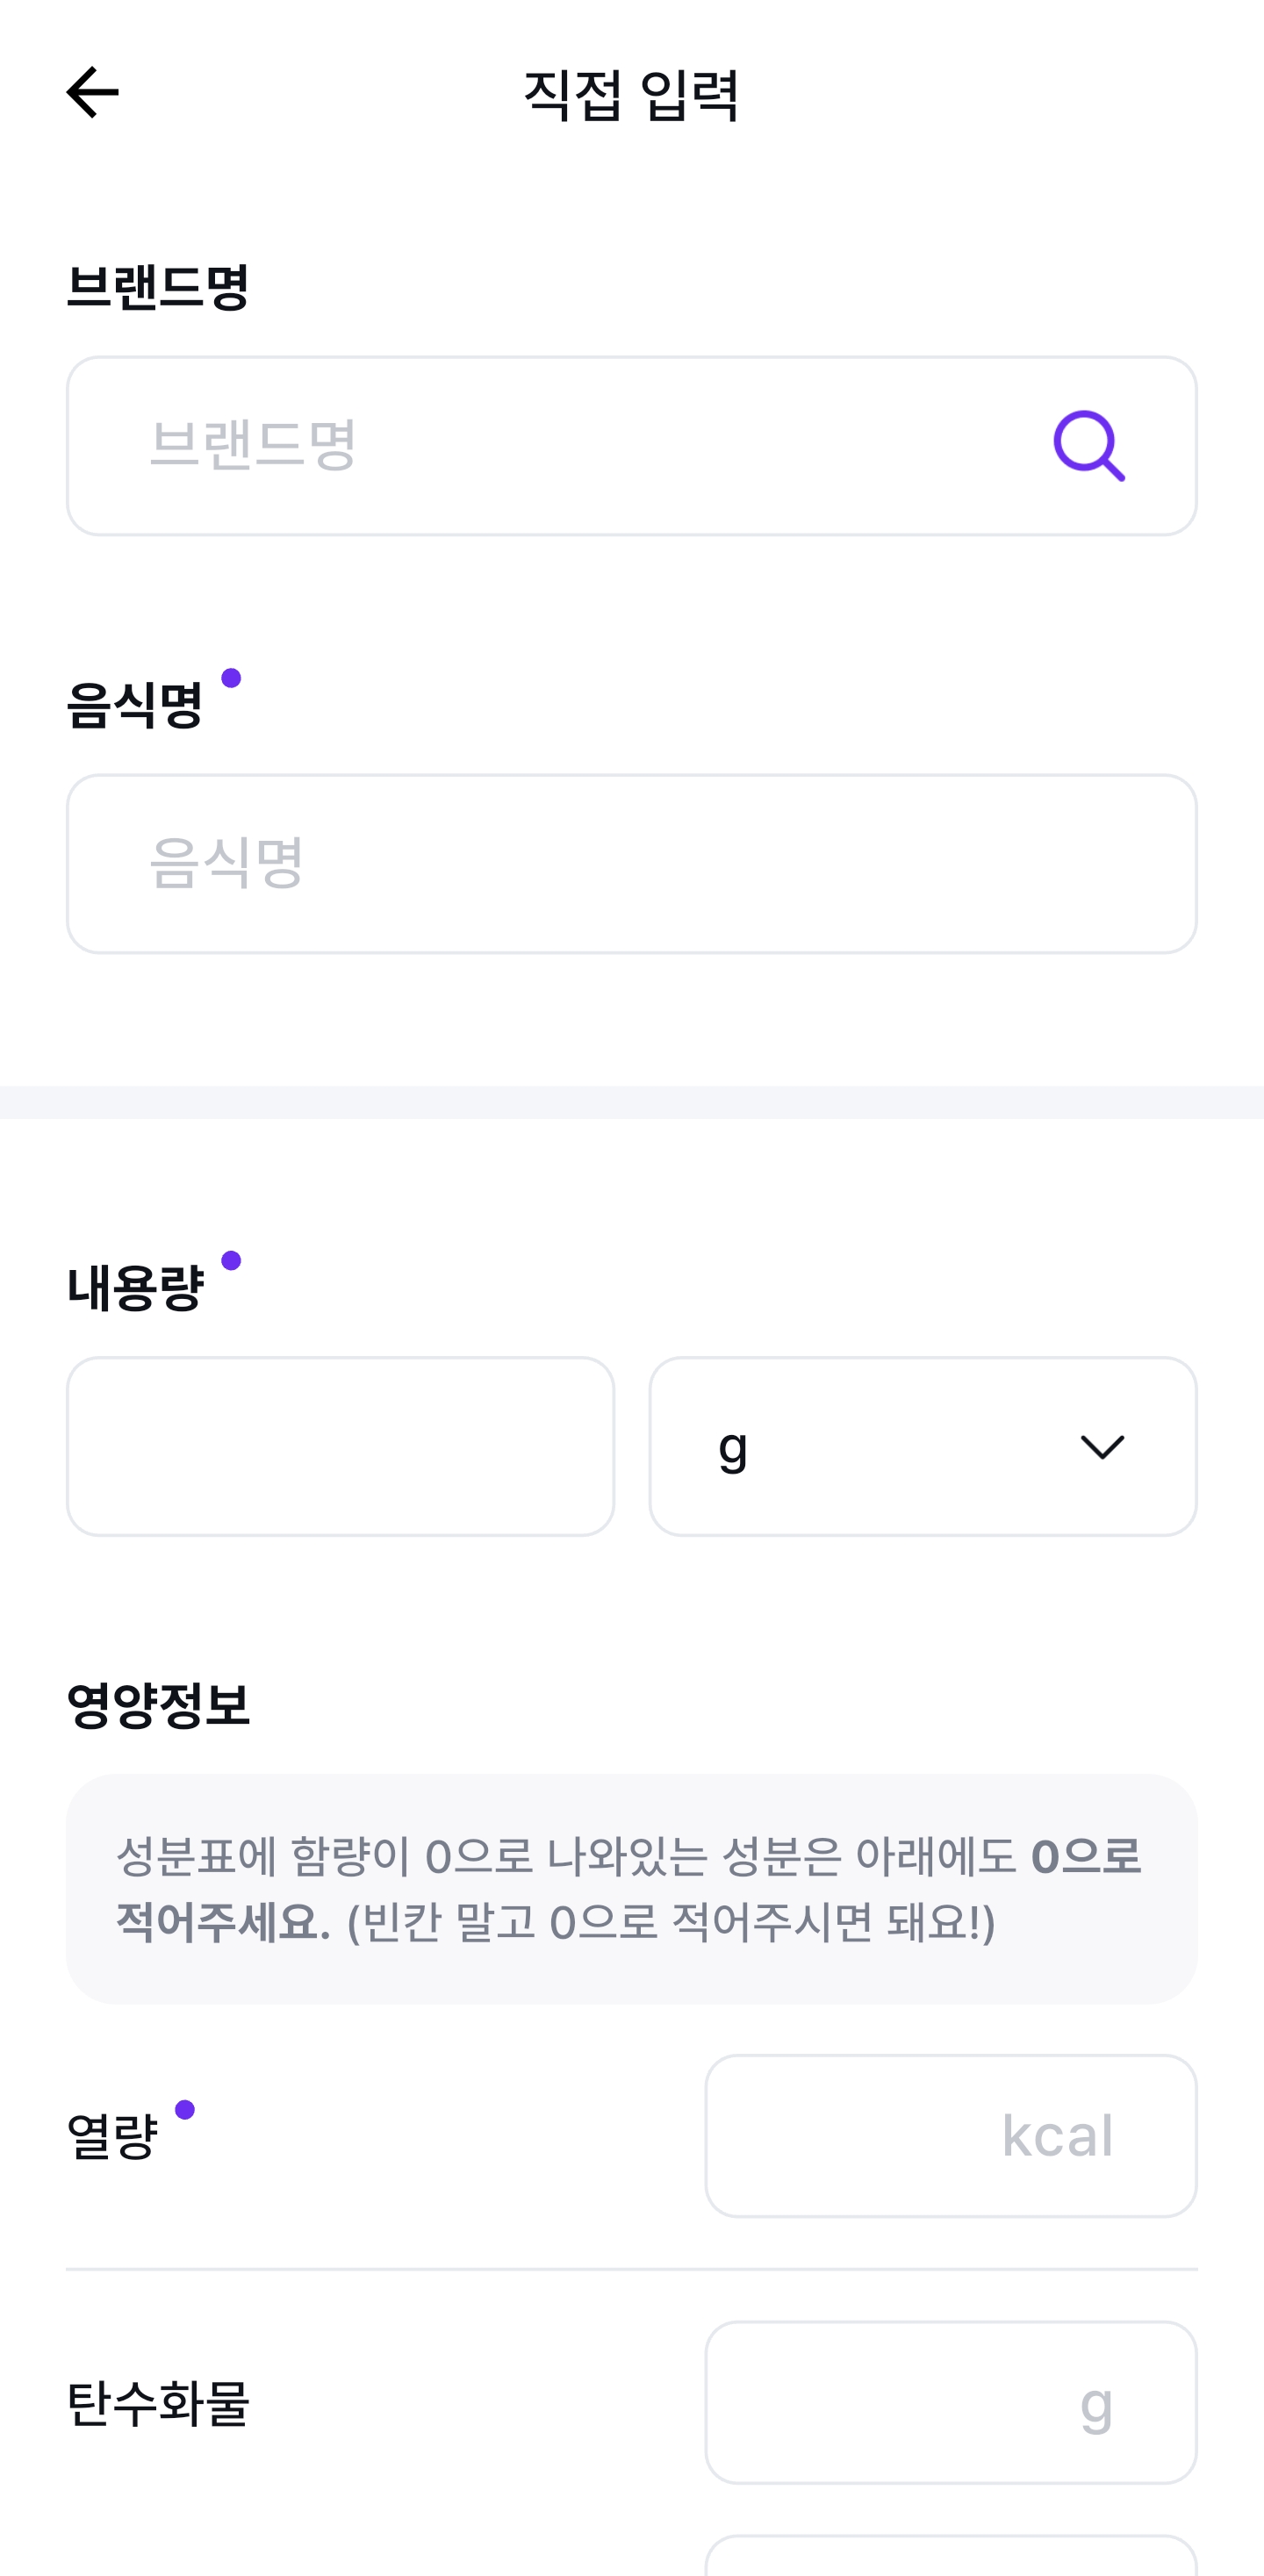 직접 입력
브랜드명
브랜드명
음식명
음식명
내용량
g
영양정보
성분표에 함량이 0으로 나와있는 성분은 아래에도 0으로
적어주세요. (빈칸 말고 0으로 적어주시면 돼요!)
열량
kcal
탄수화물
g